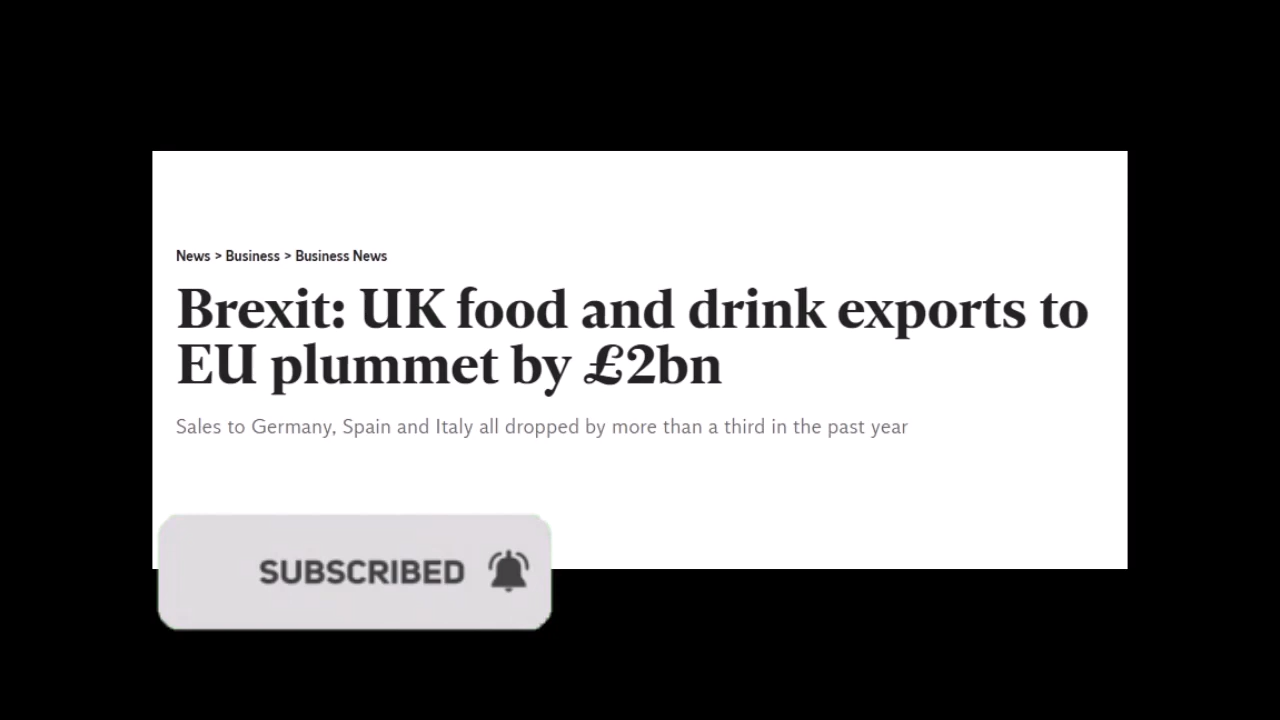 News > Business > Business News
Brexit: UK food and drink exports to
EU plummet by £2bn
Sales to Germany, Spain and Italy all dropped by more than a third in the past year
SUBSCRIBED